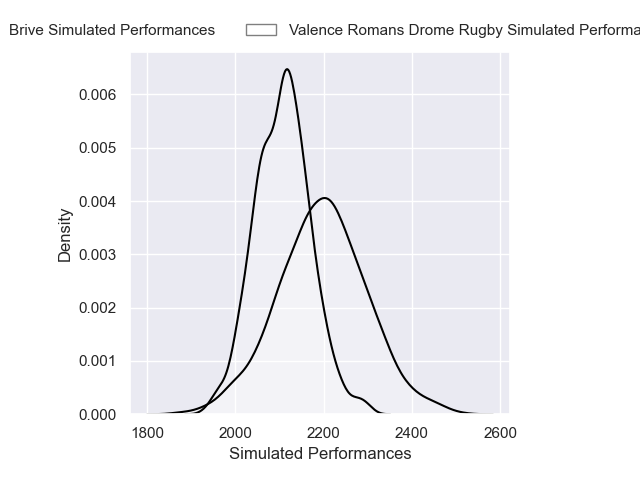 Brive Simulated Performances Valence Romans Drome Rugby Simulated Performa
0.006
0.005
0.004
0.003
0.002
0.001
0.000
Density
1800 2000 2200 2400 2600
Simulated Performances